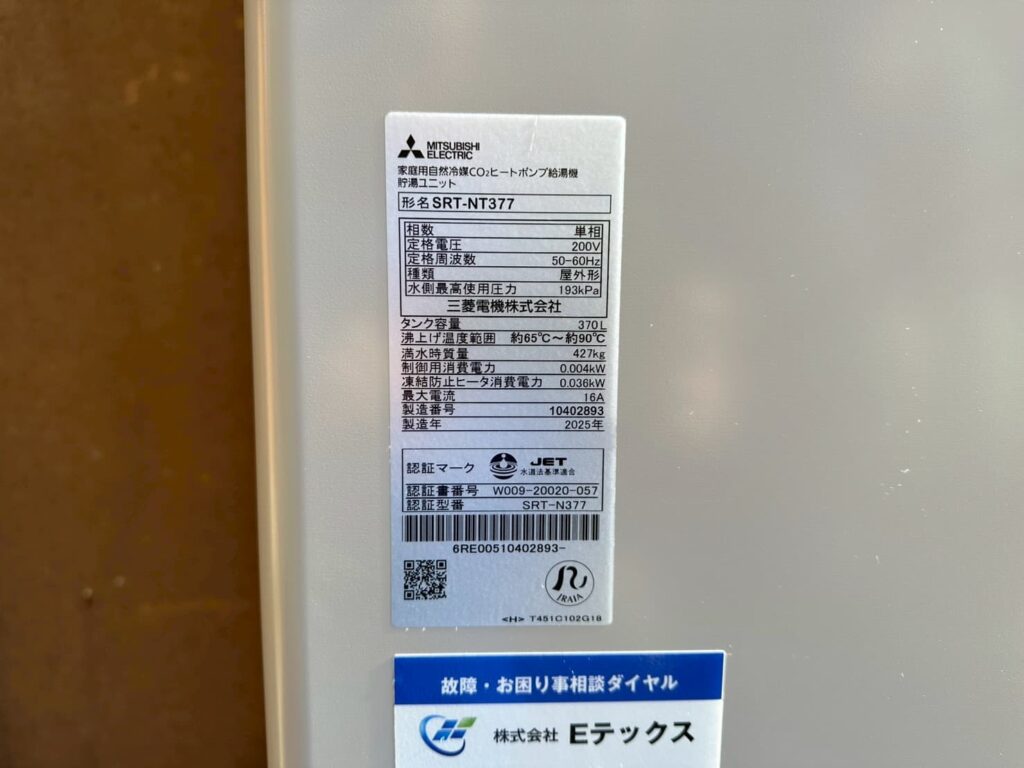 MITSUBISHI
ELECTRIC
家庭用自然冷媒CO₂ヒートポンプ給湯機
貯湯ユニット
形名 SRT-NT377
相数 単相
定格電圧 200V
定格周波数 50-60Hz
種類 屋外形
水側最高使用圧力 193kPa
三菱電機株式会社
タンク容量 370L
沸上げ温度範囲 約65℃～約90℃
満水時質量 427kg
制御用消費電力 0.004kW
凍結防止ヒータ消費電力 0.036kW
最大電流 16A
製造番号 10402893
製造年 2025年
認証マーク JET
水道法基準適合
認証書番号 W009-20020-057
認証型番 SRT-N377
6RE00510402893-
JRAIA
<H> T451C102G18
故障・お困り事相談ダイヤル
株式会社 Eテックス